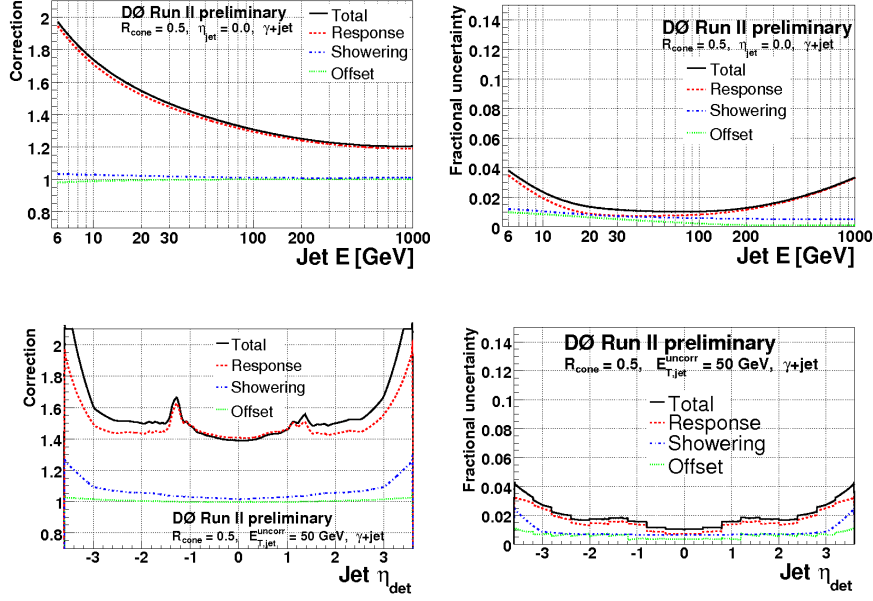 DØ Run II preliminary
R_cone = 0.5, η_jet = 0.0, γ+jet
Total
Response
Showering
Offset
Correction
2
1.8
1.6
1.4
1.2
1
0.8
6 10 20 30 100 200 1000
Jet E [GeV]
DØ Run II preliminary
R_cone = 0.5, η_jet = 0.0, γ+jet
Total
Response
Showering
Offset
Fractional uncertainty
0.14
0.12
0.1
0.08
0.06
0.04
0.02
0
6 10 20 30 100 200 1000
Jet E [GeV]
Total
Response
Showering
Offset
Correction
2
1.8
1.6
1.4
1.2
1
0.8
DØ Run II preliminary
R_cone = 0.5, E_T,jet^uncorr = 50 GeV, γ+jet
-3 -2 -1 0 1 2 3
Jet η_det
DØ Run II preliminary
R_cone = 0.5, E_T,jet^uncorr = 50 GeV, γ+jet
Total
Response
Showering
Offset
Fractional uncertainty
0.14
0.12
0.1
0.08
0.06
0.04
0.02
0
-3 -2 -1 0 1 2 3
Jet η_det